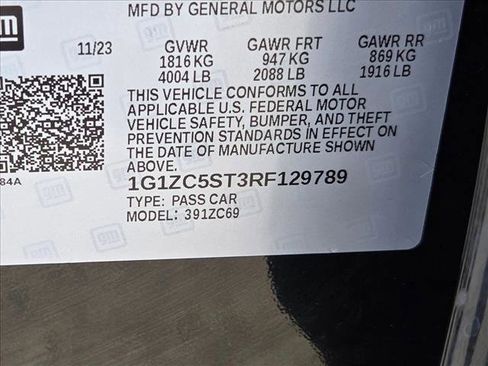 MFD BY GENERAL MOTORS LLC
gm
11/23 GVWR GAWR FRT GAWR RR
1816 KG 947 KG 869 KG
4004 LB 2088 LB 1916 LB
THIS VEHICLE CONFORMS TO ALL
APPLICABLE U.S. FEDERAL MOTOR
VEHICLE SAFETY, BUMPER, AND THEFT
PREVENTION STANDARDS IN EFFECT ON
THE DATE OF MANUFACTURE SHOWN
ABOVE.
84A
1G1ZC5ST3RF129789
TYPE: PASS CAR
MODEL: 391ZC69